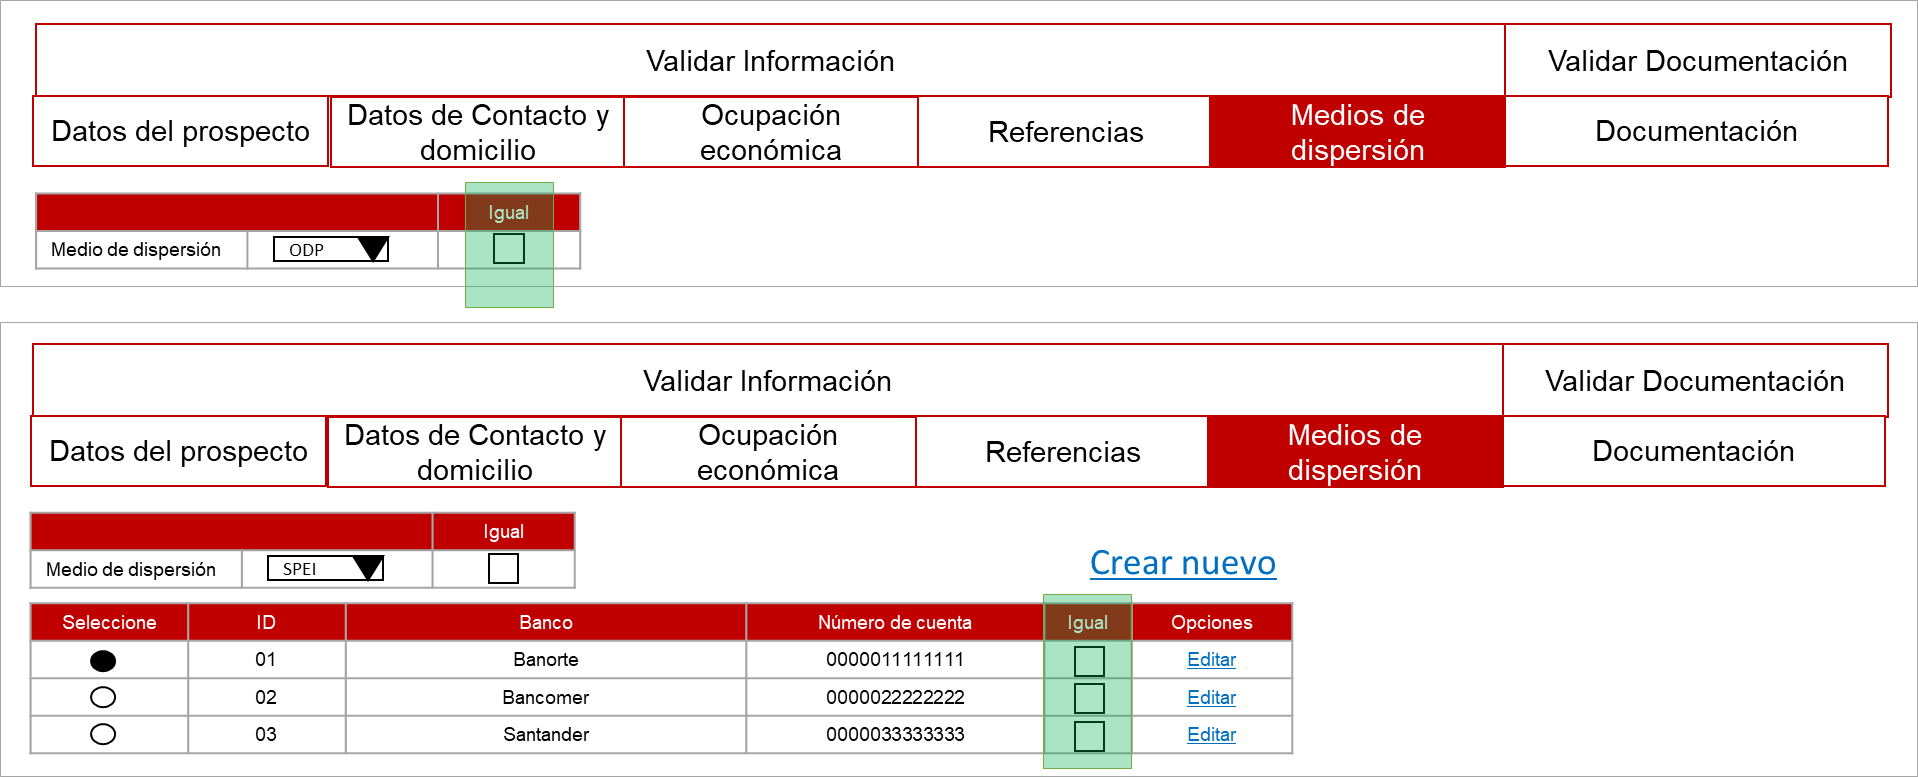 Validar Información
Validar Documentación
Datos del prospecto
Datos de Contacto y
domicilio
Ocupación
económica
Referencias
Medios de
dispersión
Documentación
Igual
Medio de dispersión
ODP
Validar Información
Validar Documentación
Datos del prospecto
Datos de Contacto y
domicilio
Ocupación
económica
Referencias
Medios de
dispersión
Documentación
Igual
Medio de dispersión
SPEI
Crear nuevo
Seleccione ID Banco Número de cuenta Igual Opciones
01 Banorte 0000011111111 Editar
02 Bancomer 0000022222222 Editar
03 Santander 0000033333333 Editar